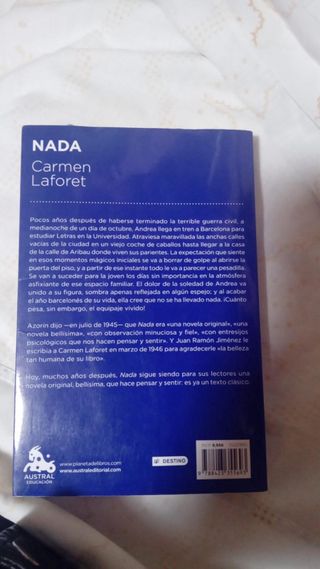 NADA
Carmen
Laforet
Pocos años después de haberse terminado la terrible guerra civil, a
medianoche de un día de octubre, Andrea llega en tren a Barcelona para
estudiar Letras en la Universidad. Atraviesa maravillada las anchas calles
vacías de la ciudad en un viejo coche de caballos hasta llegar a la casa
de la calle de Aribau donde viven sus parientes. La expectación que siente
en esos momentos mágicos iniciales se va a borrar de golpe al abrirse la
puerta del piso, y a partir de ese instante todo le va a parecer una pesadilla.
Se van a suceder para la joven los días sin importancia en la atmósfera
asfixiante de ese espacio familiar. El dolor de la soledad de Andrea va
unido a su figura, sombra apenas reflejada en algún espejo; y al acabar
el año barcelonés de su vida, ella cree que no se ha llevado nada. ¡Cuánto
pesa, sin embargo, el equipaje vivido!
Azorín dijo —en julio de 1945— que Nada era «una novela original», «una
novela bellísima», «con observación minuciosa y fiel», «con entresijos
psicológicos que nos hacen pensar y sentir». Y Juan Ramón Jiménez le
escribía a Carmen Laforet en marzo de 1946 para agradecerle «la belleza
tan humana de su libro».
Hoy, muchos años después, Nada sigue siendo para sus lectores una
novela original, bellísima, que hace pensar y sentir: es ya un texto clásico.
AUSTRAL
EDUCACIÓN
www.planetadelibros.com
www.australeditorial.com
DESTINO